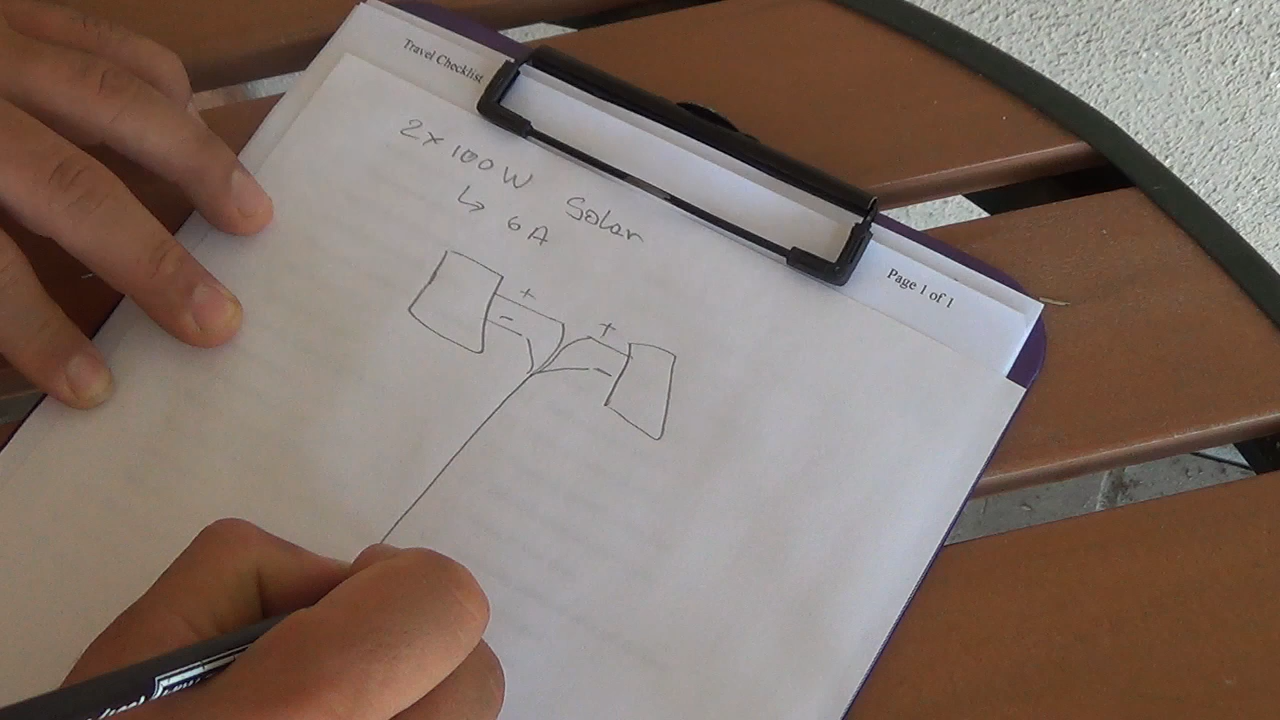 Travel Checklist
2x 100W Solar
↳ 6A
+
-
+
-
Page 1 of 1